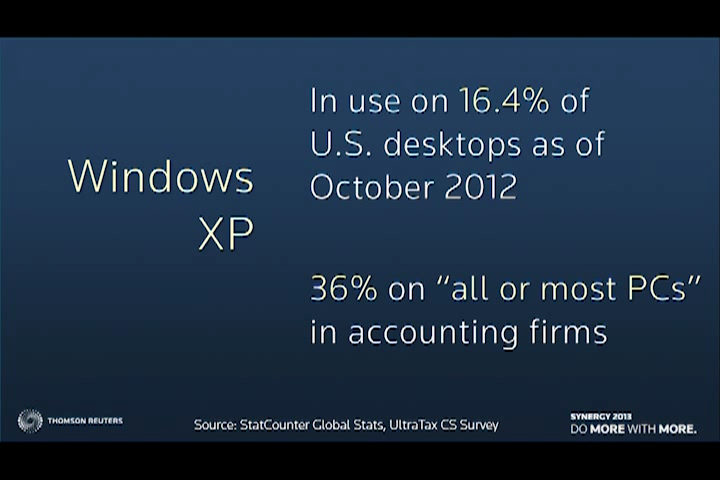 Windows
XP
In use on 16.4% of
U.S. desktops as of
October 2012
36% on “all or most PCs”
in accounting firms
THOMSON REUTERS
Source: StatCounter Global Stats, UltraTax CS Survey
SYNERGY 2013
DO MORE WITH MORE.